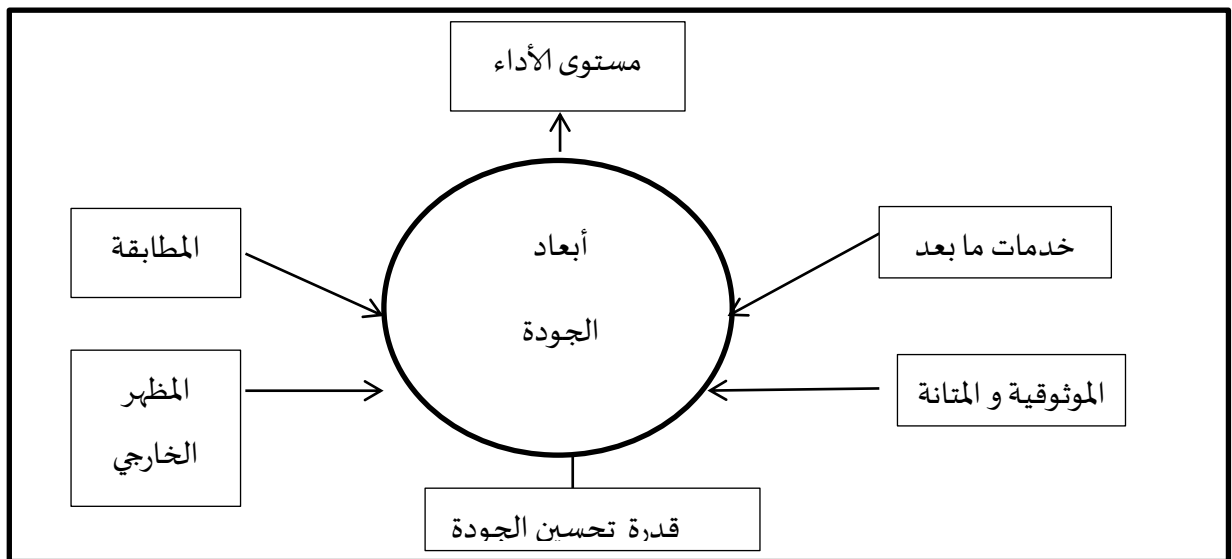 مستوى الأداء
أبعاد
الجودة
خدمات ما بعد
المطابقة
الموثوقية و المتانة
المظهر
الخارجي
قدرة تحسين الجودة